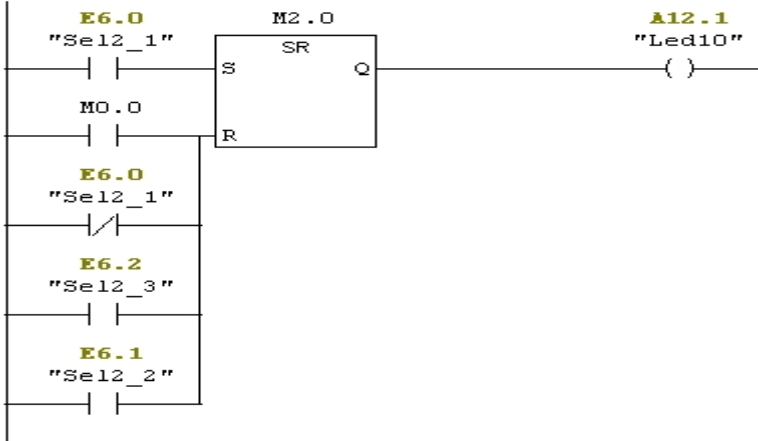 E6.0 M2.0 A12.1
"Sel2_1" SR "Led10"
S Q
M0.0
R
E6.0
"Sel2_1"
E6.2
"Sel2_3"
E6.1
"Sel2_2"